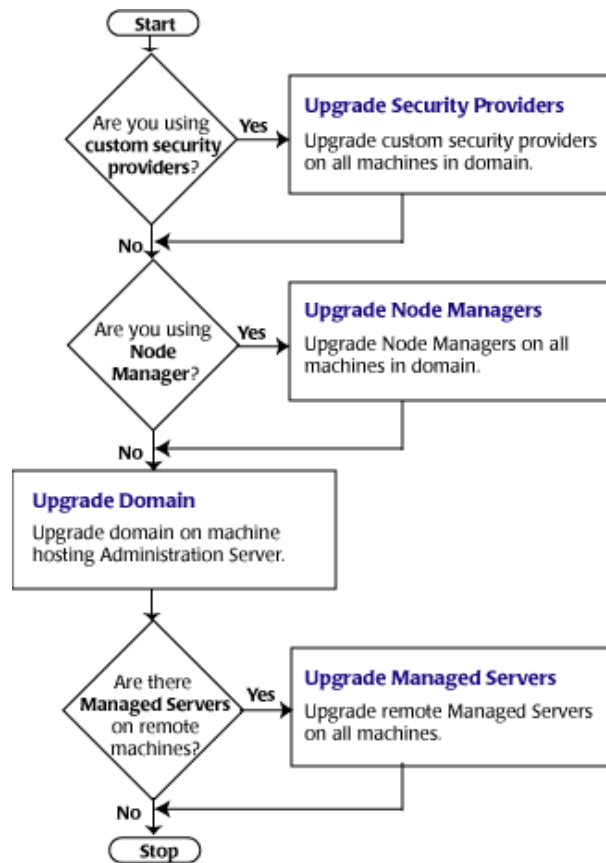 Start
Are you using
custom security
providers?
Yes
Upgrade Security Providers
Upgrade custom security providers
on all machines in domain.
No
Are you using
Node
Manager?
Yes
Upgrade Node Managers
Upgrade Node Managers on all
machines in domain.
No
Upgrade Domain
Upgrade domain on machine
hosting Administration Server.
Are there
Managed Servers
on remote
machines?
Yes
Upgrade Managed Servers
Upgrade remote Managed Servers
on all machines.
No
Stop